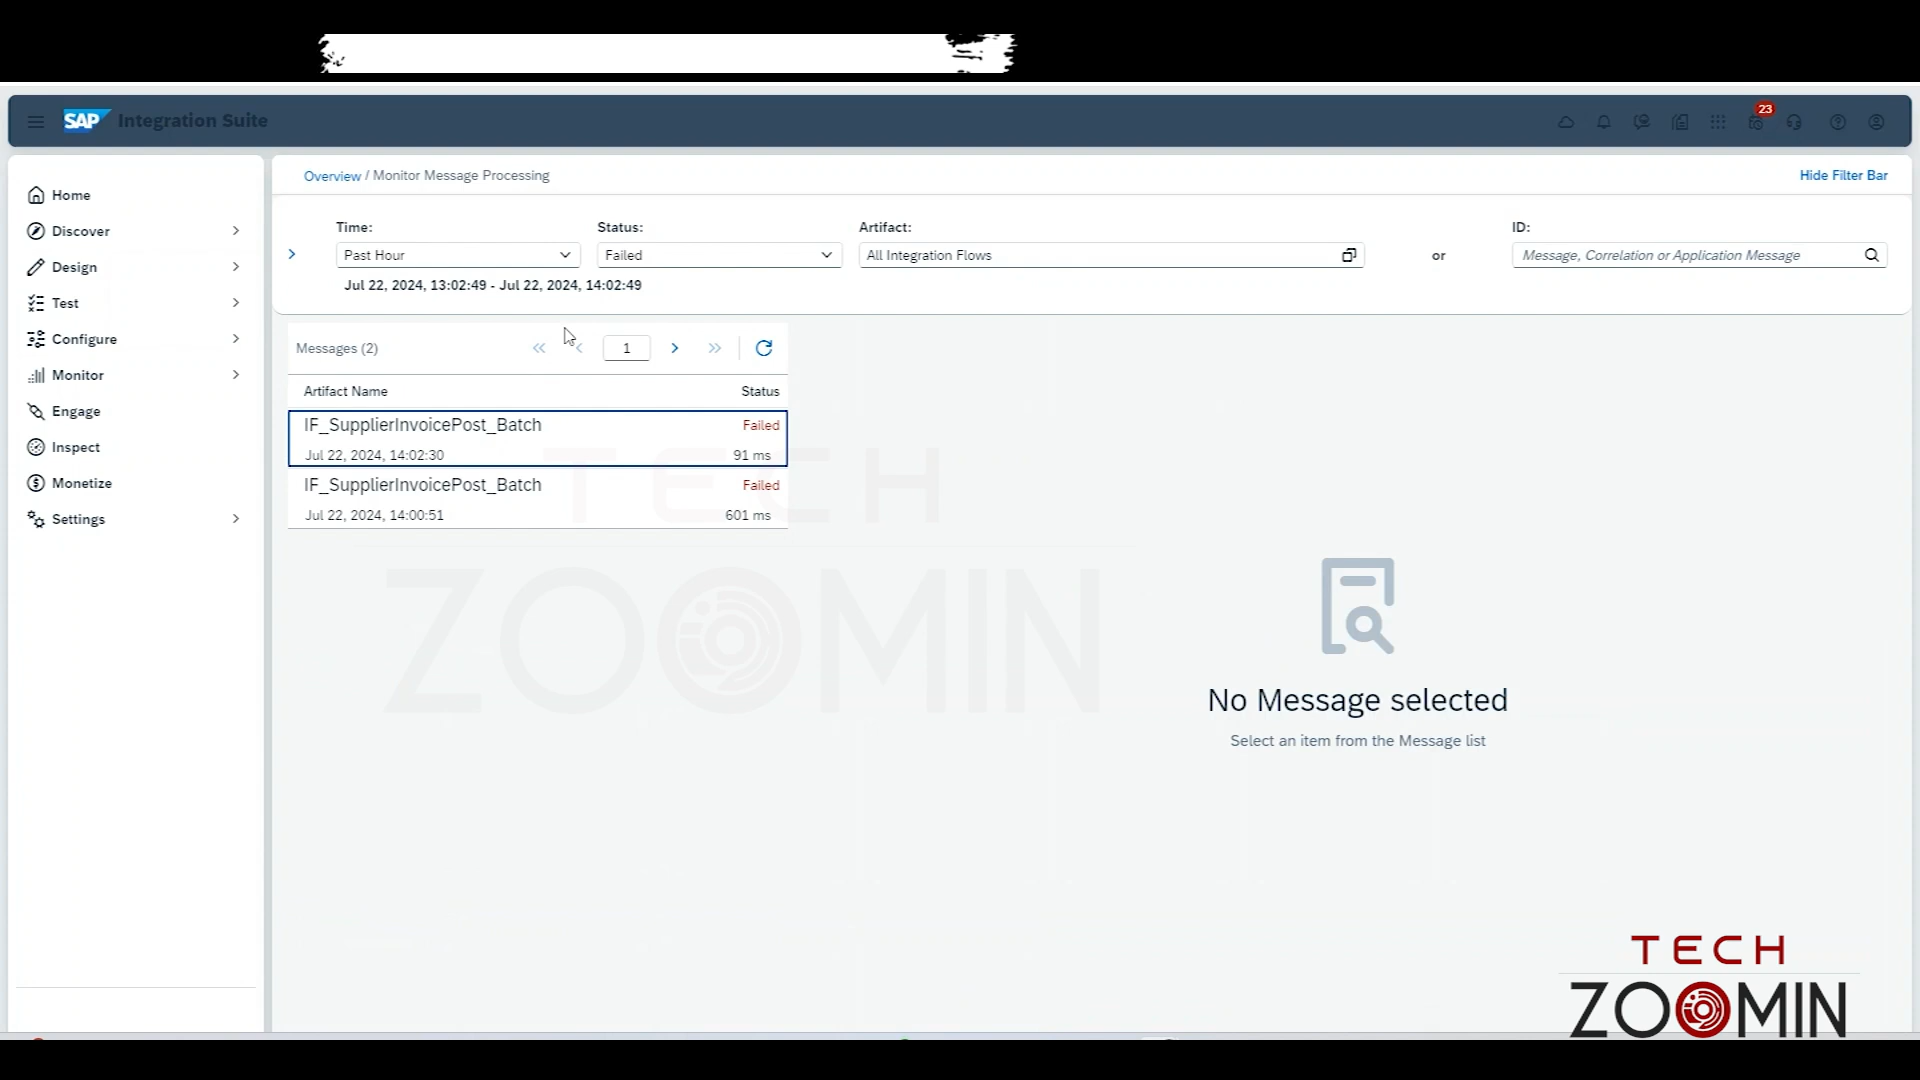 SAP Integration Suite
23
Home
Discover
Design
Test
Configure
Monitor
Engage
Inspect
Monetize
Settings
Overview / Monitor Message Processing
Hide Filter Bar
Time: Status: Artifact: ID:
Past Hour Failed All Integration Flows or Message, Correlation or Application Message
Jul 22, 2024, 13:02:49 - Jul 22, 2024, 14:02:49
Messages (2) 1
Artifact Name Status
IF_SupplierInvoicePost_Batch Failed
Jul 22, 2024, 14:02:30 91 ms
IF_SupplierInvoicePost_Batch Failed
Jul 22, 2024, 14:00:51 601 ms
TECH
ZOOMIN
No Message selected
Select an item from the Message list
TECH
ZOOMIN